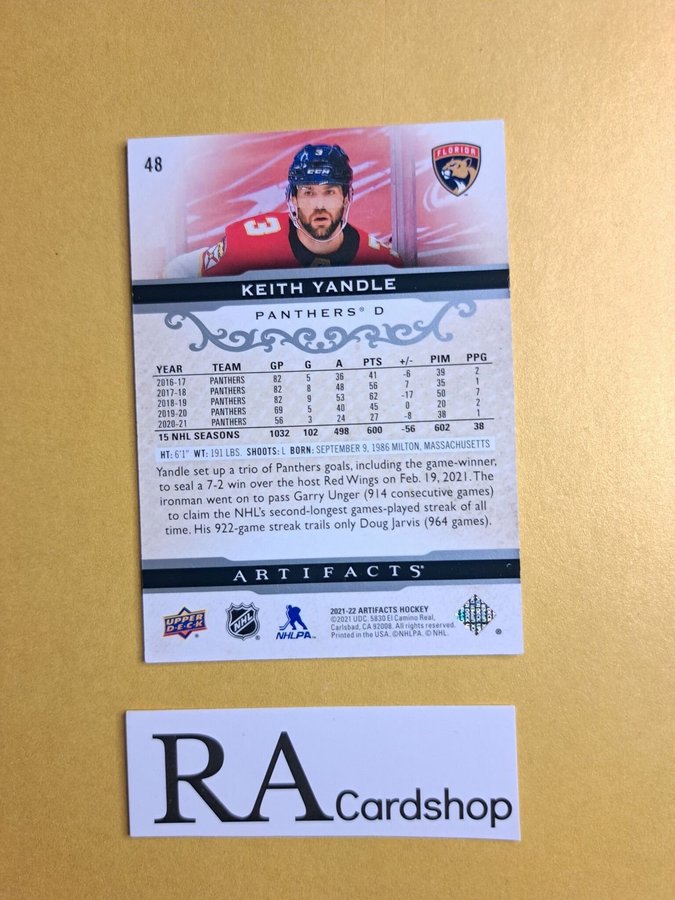 48
FLORIDA
3
CCM
3
3
KEITH YANDLE
PANTHERS® D
YEAR TEAM GP G A PTS +/- PIM PPG
2016-17 PANTHERS 82 5 36 41 -6 39 2
2017-18 PANTHERS 82 8 48 56 7 35 1
2018-19 PANTHERS 82 9 53 62 -17 50 7
2019-20 PANTHERS 69 5 40 45 0 20 2
2020-21 PANTHERS 56 3 24 27 -8 38 1
15 NHL SEASONS 1032 102 498 600 -56 602 38
HT: 6'1" WT: 191 LBS. SHOOTS: L BORN: SEPTEMBER 9, 1986 MILTON, MASSACHUSETTS
Yandle set up a trio of Panthers goals, including the game-winner,
to seal a 7-2 win over the host Red Wings on Feb. 19, 2021. The
ironman went on to pass Garry Unger (914 consecutive games)
to claim the NHL's second-longest games-played streak of all
time. His 922-game streak trails only Doug Jarvis (964 games).
ARTIFACTS®
UPPER DECK
NHL
NHLPA
2021-22 ARTIFACTS HOCKEY
©2021 UDC. 5830 El Camino Real,
Carlsbad, CA 92008. All rights reserved.
Printed in the USA. ©NHLPA. © NHL.
RA Cardshop